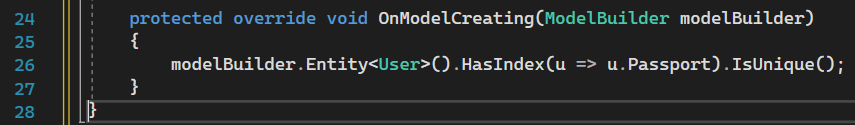 24 protected override void OnModelCreating(ModelBuilder modelBuilder)
25 {
26 modelBuilder.Entity<User>().HasIndex(u => u.Passport).IsUnique();
27 }
28 }